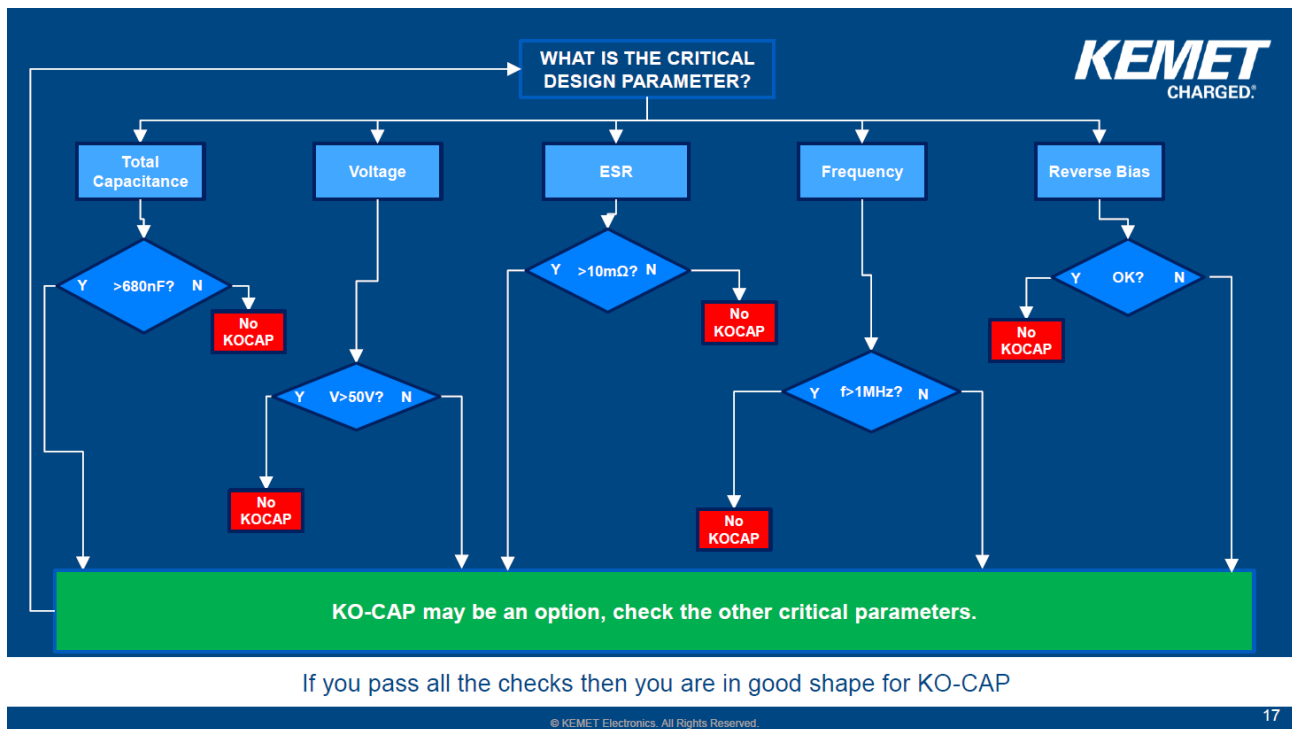 WHAT IS THE CRITICAL
DESIGN PARAMETER?
KEMET
CHARGED.®
Total
Capacitance
Voltage
ESR
Frequency
Reverse Bias
Y >680nF? N
No
KOCAP
Y V>50V? N
No
KOCAP
Y >10mΩ? N
No
KOCAP
Y f>1MHz? N
No
KOCAP
Y OK? N
No
KOCAP
KO-CAP may be an option, check the other critical parameters.
If you pass all the checks then you are in good shape for KO-CAP
© KEMET Electronics. All Rights Reserved.
17